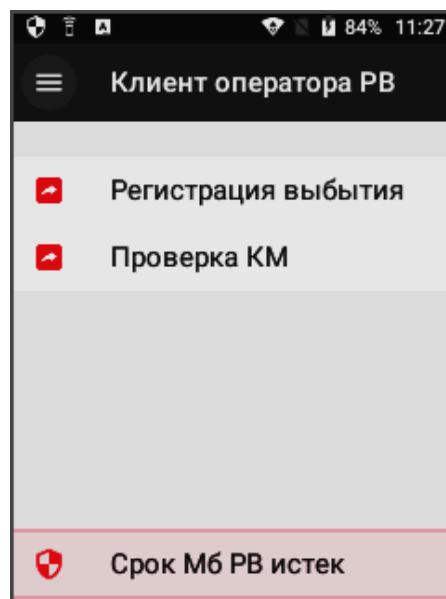 84% 11:27
Клиент оператора РВ
Регистрация выбытия
Проверка КМ
Срок Мб РВ истек